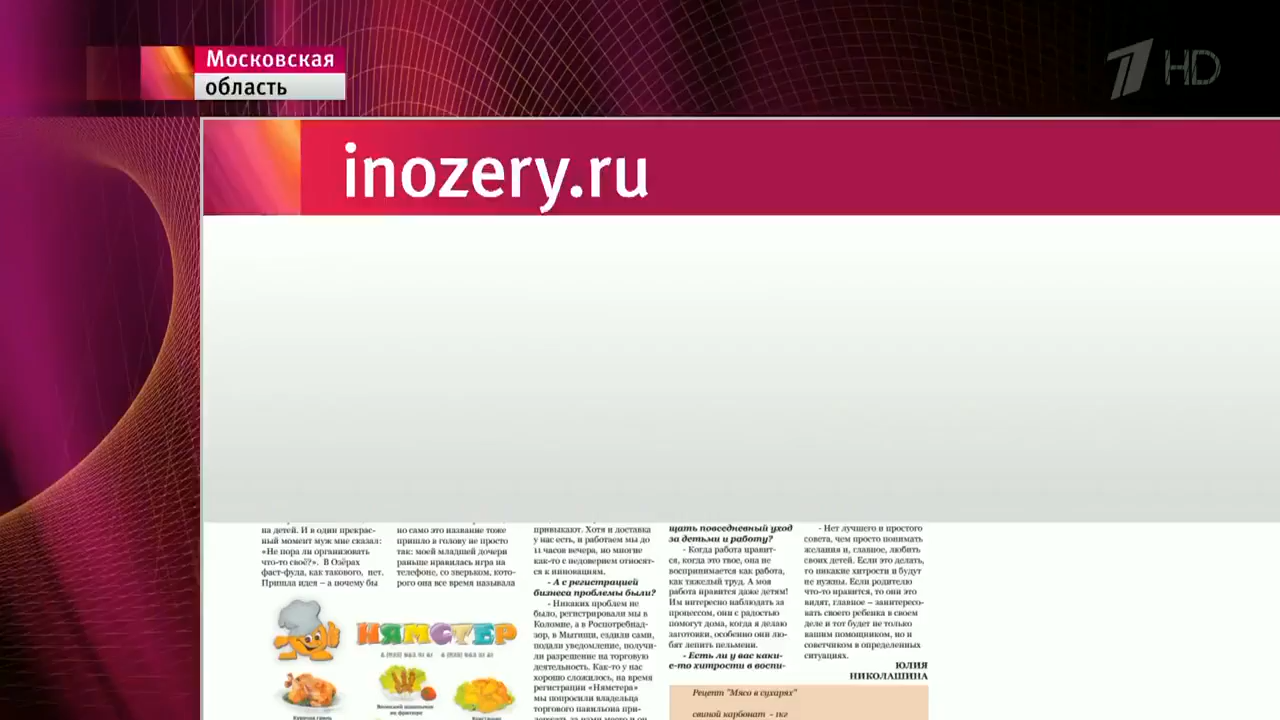 Московская
область
1 HD
inozery.ru
на детей. И в один прекрас-
ный момент муж мне сказал:
«Не пора ли организовать
что-то своё?». В Озёрах
фаст-фуда, как такового, нет.
Пришла идея – а почему бы
но само это название тоже
пришло в голову не просто
так: моей младшей дочери
раньше нравилась игра на
телефоне, со зверьком, кото-
рого она все время называла
НЯМСТЕР
привыкают. Хотя и доставка
у нас есть, и работаем мы до
11 часов вечера, но многие
как-то с недоверием относят-
ся к инновациям.
- А с регистрацией
бизнеса проблемы были?
- Никаких проблем не
было, регистрировали мы в
Коломне, а в Роспотребнад-
зор, в Мытищи, ездили сами,
подали уведомление, получи-
ли разрешение на торговую
деятельность. Как-то у нас
хорошо сложилось, на время
регистрации «Нямстера»
мы попросили владельца
торгового павильона при-
щать повседневный уход
за детьми и работу?
- Когда работа нравит-
ся, когда это твое, она не
воспринимается как работа,
как тяжелый труд. А моя
работа нравится даже детям!
Им интересно наблюдать за
процессом, они с радостью
помогут дома, когда я делаю
заготовки, особенно они лю-
бят лепить пельмени.
- Есть ли у вас каки-
е-то хитрости в воспи-
- Нет лучшего и простого
совета, чем просто понимать
желания и, главное, любить
своих детей. Если это делать,
то никакие хитрости и будут
не нужны. Если родителю
что-то нравится, то они это
видят, главное – заинтересо-
вать своего ребенка в своем
деле и тот будет не только
вашим помощником, но и
советчиком в определенных
ситуациях.
ЮЛИЯ
НИКОЛАШИНА
Рецепт "Мясо в сухарях"
свиной карбонат - 1кг